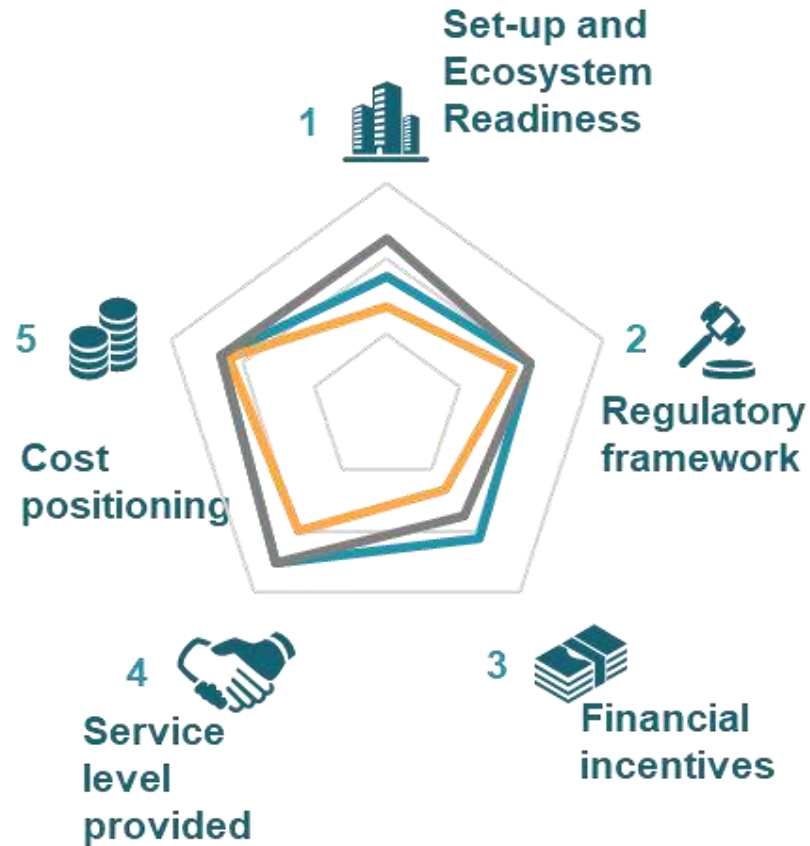 1
Set-up and
Ecosystem
Readiness
2
Regulatory
framework
3
Financial
incentives
4
Service
level
provided
5
Cost
positioning